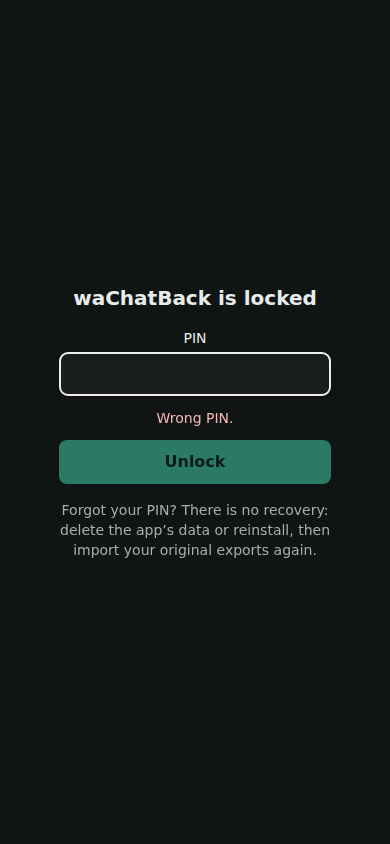 waChatBack is locked
PIN
Wrong PIN.
Unlock
Forgot your PIN? There is no recovery:
delete the app’s data or reinstall, then
import your original exports again.